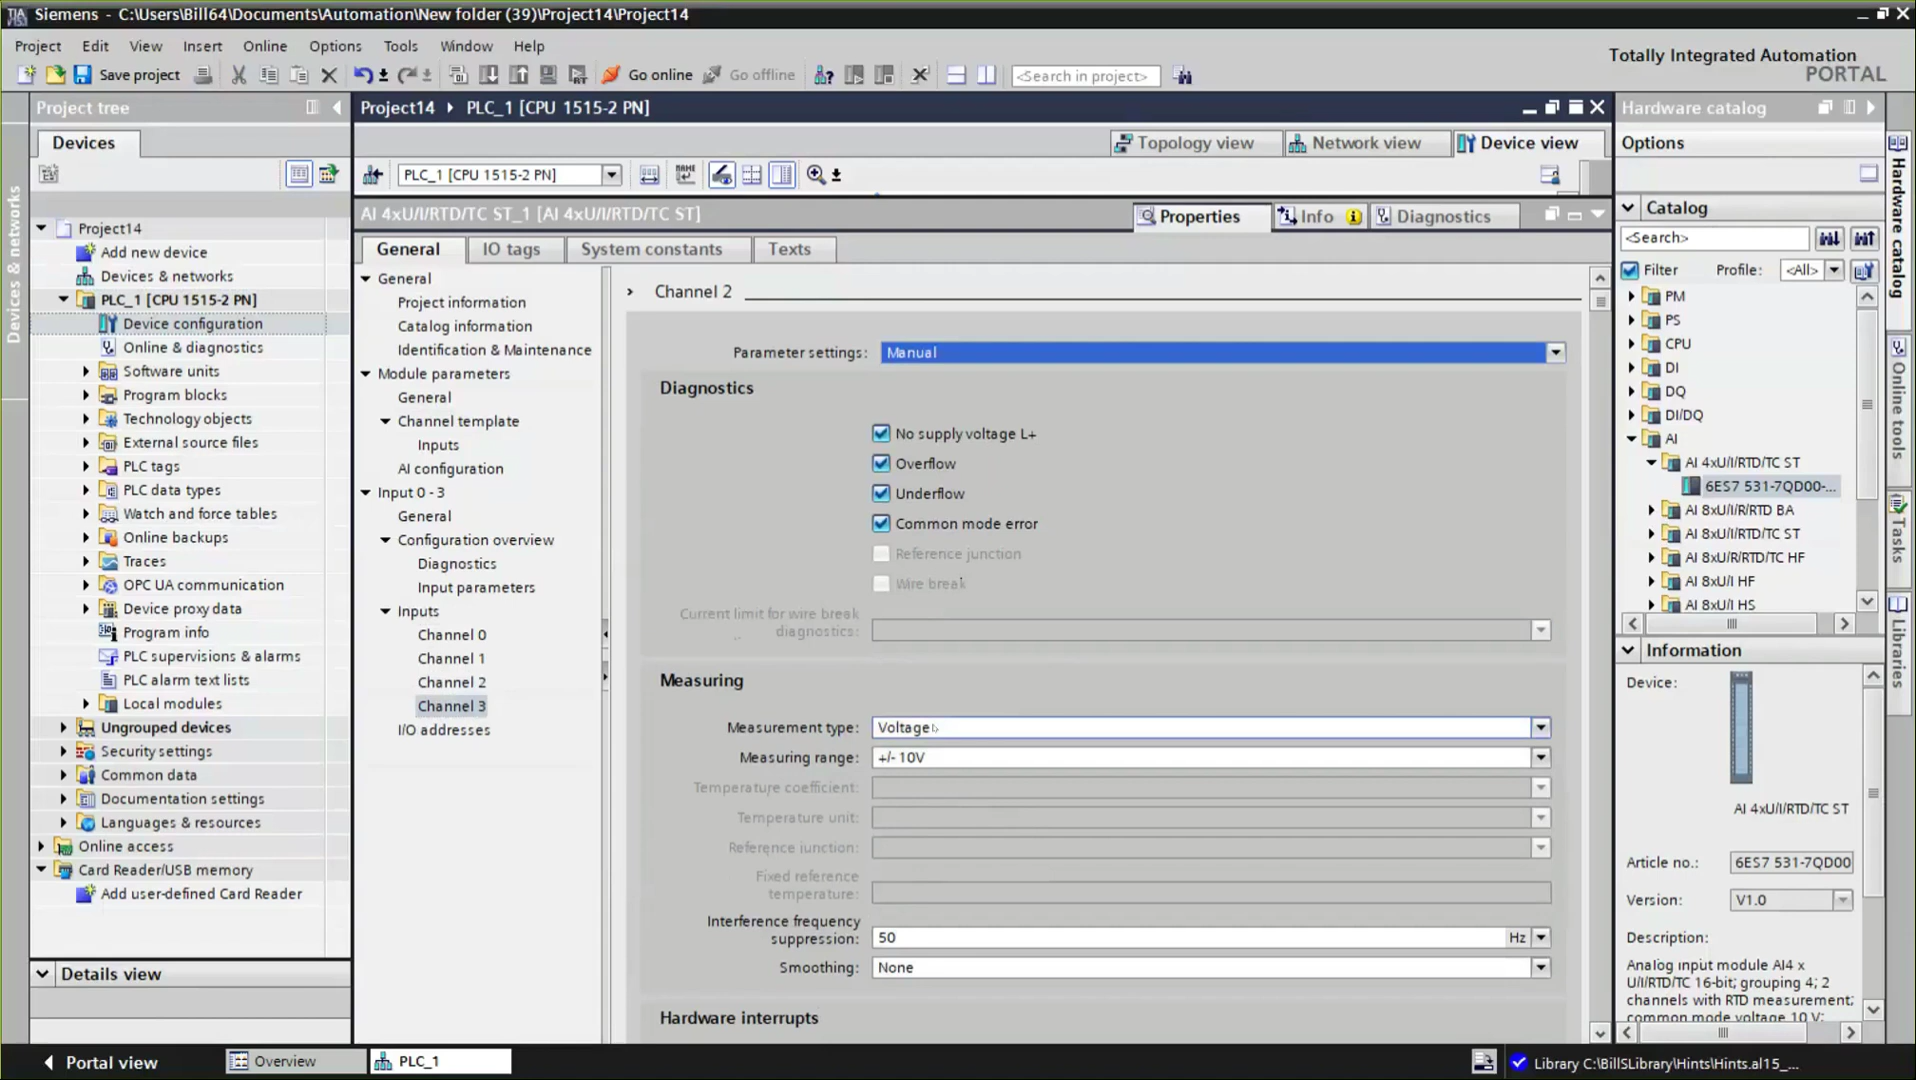 Siemens - C:\Users\Bill64\Documents\Automation\New folder (39)\Project14\Project14
Project Edit View Insert Online Options Tools Window Help
Totally Integrated Automation
PORTAL
Save project
Go online
Go offline
<Search in project>
Project tree
Devices
Devices & networks
Project14
Add new device
Devices & networks
PLC_1 [CPU 1515-2 PN]
Device configuration
Online & diagnostics
Software units
Program blocks
Technology objects
External source files
PLC tags
PLC data types
Watch and force tables
Online backups
Traces
OPC UA communication
Device proxy data
Program info
PLC supervisions & alarms
PLC alarm text lists
Local modules
Ungrouped devices
Security settings
Common data
Documentation settings
Languages & resources
Online access
Card Reader/USB memory
Add user-defined Card Reader
Details view
Project14 PLC_1 [CPU 1515-2 PN]
Topology view
Network view
Device view
PLC_1 [CPU 1515-2 PN]
AI 4xU/I/RTD/TC ST_1 [AI 4xU/I/RTD/TC ST]
Properties
Info
Diagnostics
General
IO tags
System constants
Texts
General
Project information
Catalog information
Identification & Maintenance
Module parameters
General
Channel template
Inputs
AI configuration
Input 0 - 3
General
Configuration overview
Diagnostics
Input parameters
Inputs
Channel 0
Channel 1
Channel 2
Channel 3
I/O addresses
Channel 2
Parameter settings: Manual
Diagnostics
No supply voltage L+
Overflow
Underflow
Common mode error
Reference junction
Wire break
Current limit for wire break
diagnostics:
Measuring
Measurement type: Voltage
Measuring range: +/- 10V
Temperature coefficient:
Temperature unit:
Reference junction:
Fixed reference
temperature:
Interference frequency
suppression: 50 Hz
Smoothing: None
Hardware interrupts
Hardware catalog
Options
Catalog
<Search>
Filter Profile: <All>
PM
PS
CPU
DI
DQ
DI/DQ
AI
AI 4xU/I/RTD/TC ST
6ES7 531-7QD00-...
AI 8xU/I/R/RTD BA
AI 8xU/I/RTD/TC ST
AI 8xU/R/RTD/TC HF
AI 8xU/I HF
AI 8xU/I HS
Information
Device:
AI 4xU/I/RTD/TC ST
Article no.: 6ES7 531-7QD00
Version: V1.0
Description:
Analog input module AI4 x
U/I/RTD/TC 16-bit; grouping 4; 2
channels with RTD measurement;
common mode voltage 10 V;
Hardware catalog
Online tools
Tasks
Libraries
Portal view
Overview
PLC_1
Library C:\BillSLibrary\Hints\Hints.al15_...